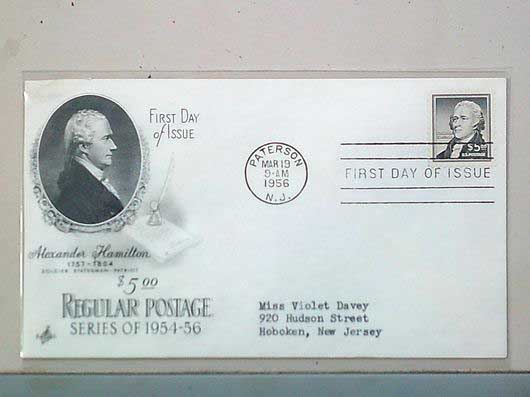 First Day
of Issue
Alexander Hamilton
1757-1804
SOLDIER STATESMAN PATRIOT
$5.00
REGULAR POSTAGE
SERIES OF 1954-56
PATERSON
MAR 19
9-AM
1956
N.J.
$5
U.S. POSTAGE
FIRST DAY OF ISSUE
Miss Violet Davey
920 Hudson Street
Hoboken, New Jersey